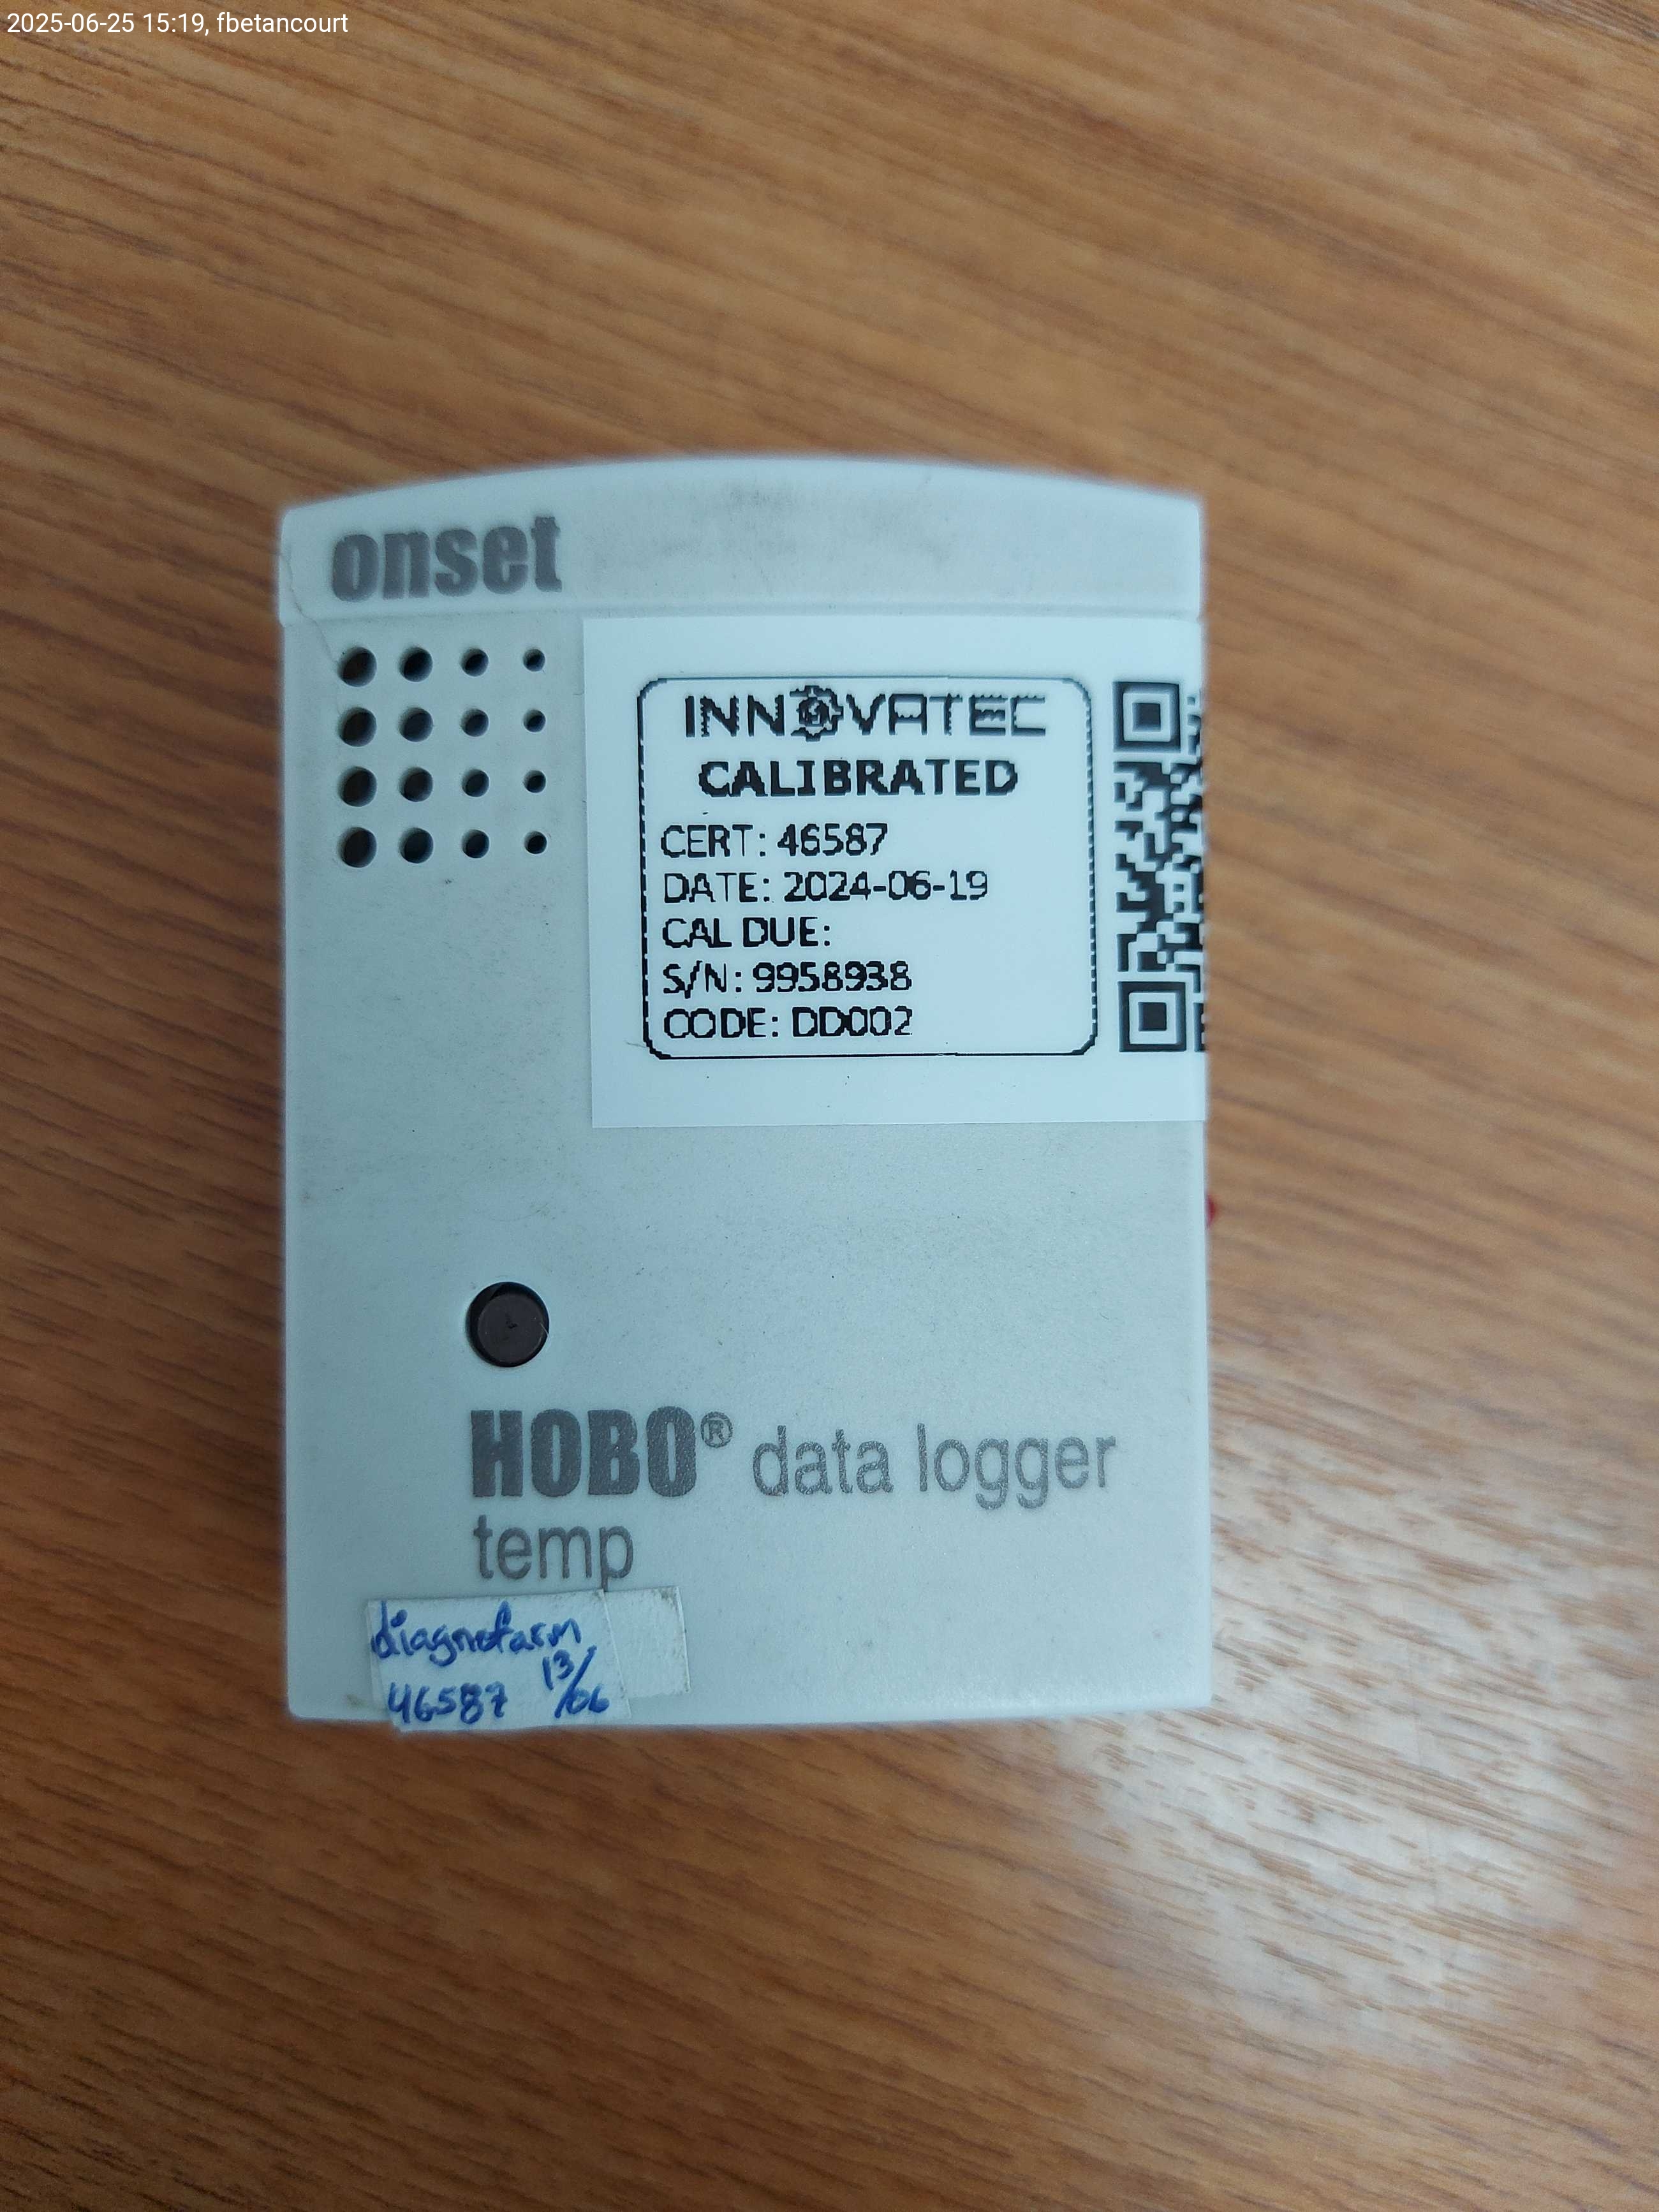 2025-06-25 15:19, fbetancourt
onset
INNOVATEC
CALIBRATED
CERT: 46587
DATE: 2024-06-19
CAL DUE:
S/N: 9958938
CODE: DD002
HOBO® data logger
temp
diagnofarm
46587 13/06